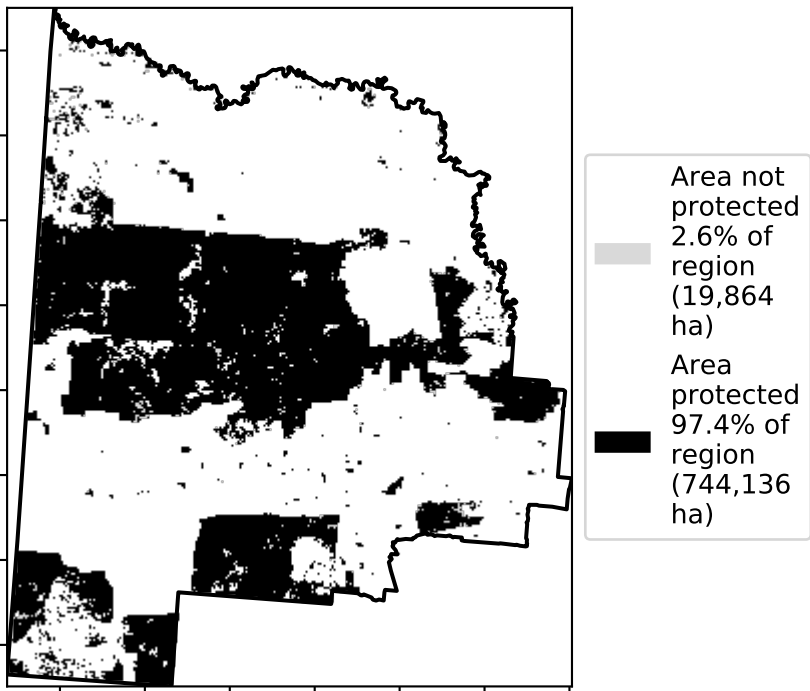 Area not
protected
2.6% of
region
(19,864
ha)
Area
protected
97.4% of
region
(744,136
ha)